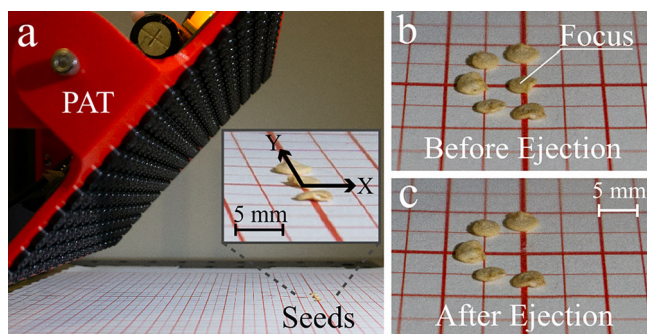 a
PAT
Y
X
5 mm
Seeds
b
Focus
Before Ejection
c
5 mm
After Ejection